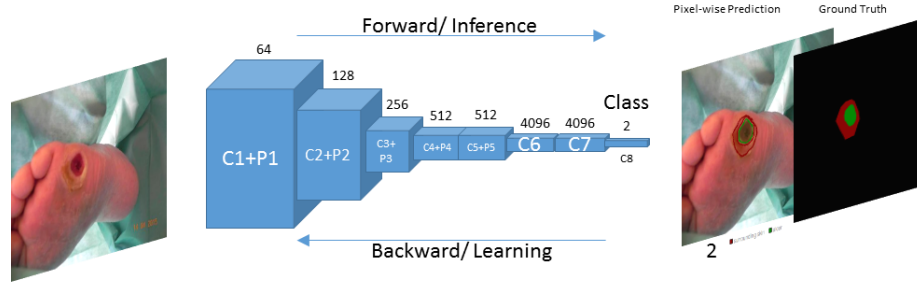 Pixel-wise Prediction
Ground Truth
Forward/ Inference
64
128
256
512
512
4096
4096
Class
2
C1+P1
C2+P2
C3+
P3
C4+P4
C5+P5
C6
C7
C8
Backward/ Learning
2